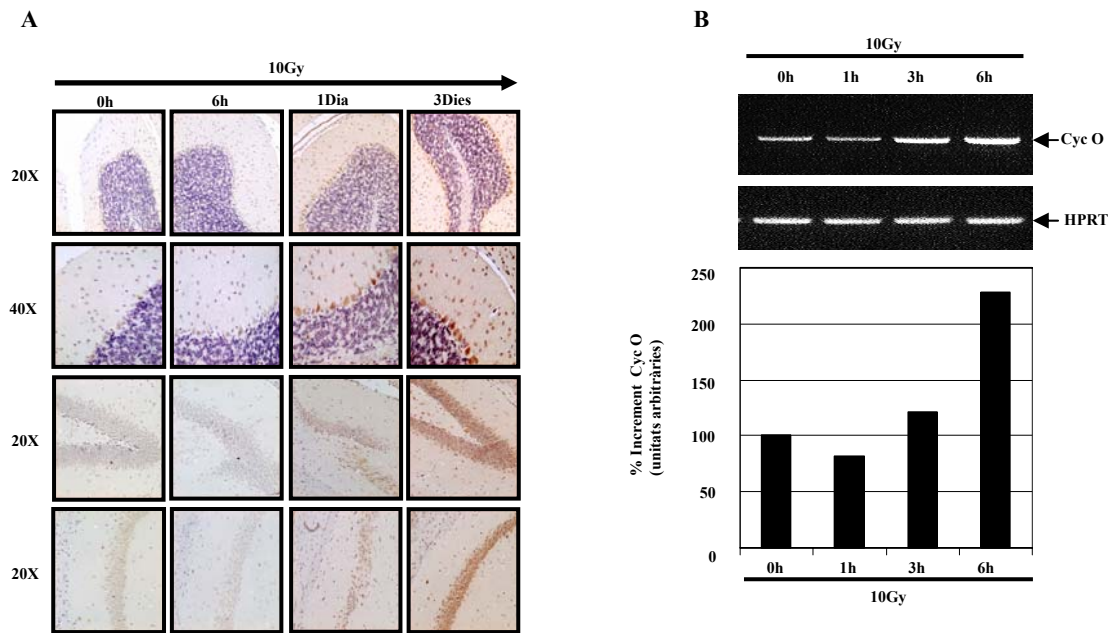 A
10Gy
0h 6h 1Dia 3Dies
20X
40X
20X
20X
B
10Gy
0h 1h 3h 6h
Cyc O
HPRT
% Increment Cyc O
(unitats arbitràries)
250
200
150
100
50
0
0h 1h 3h 6h
10Gy